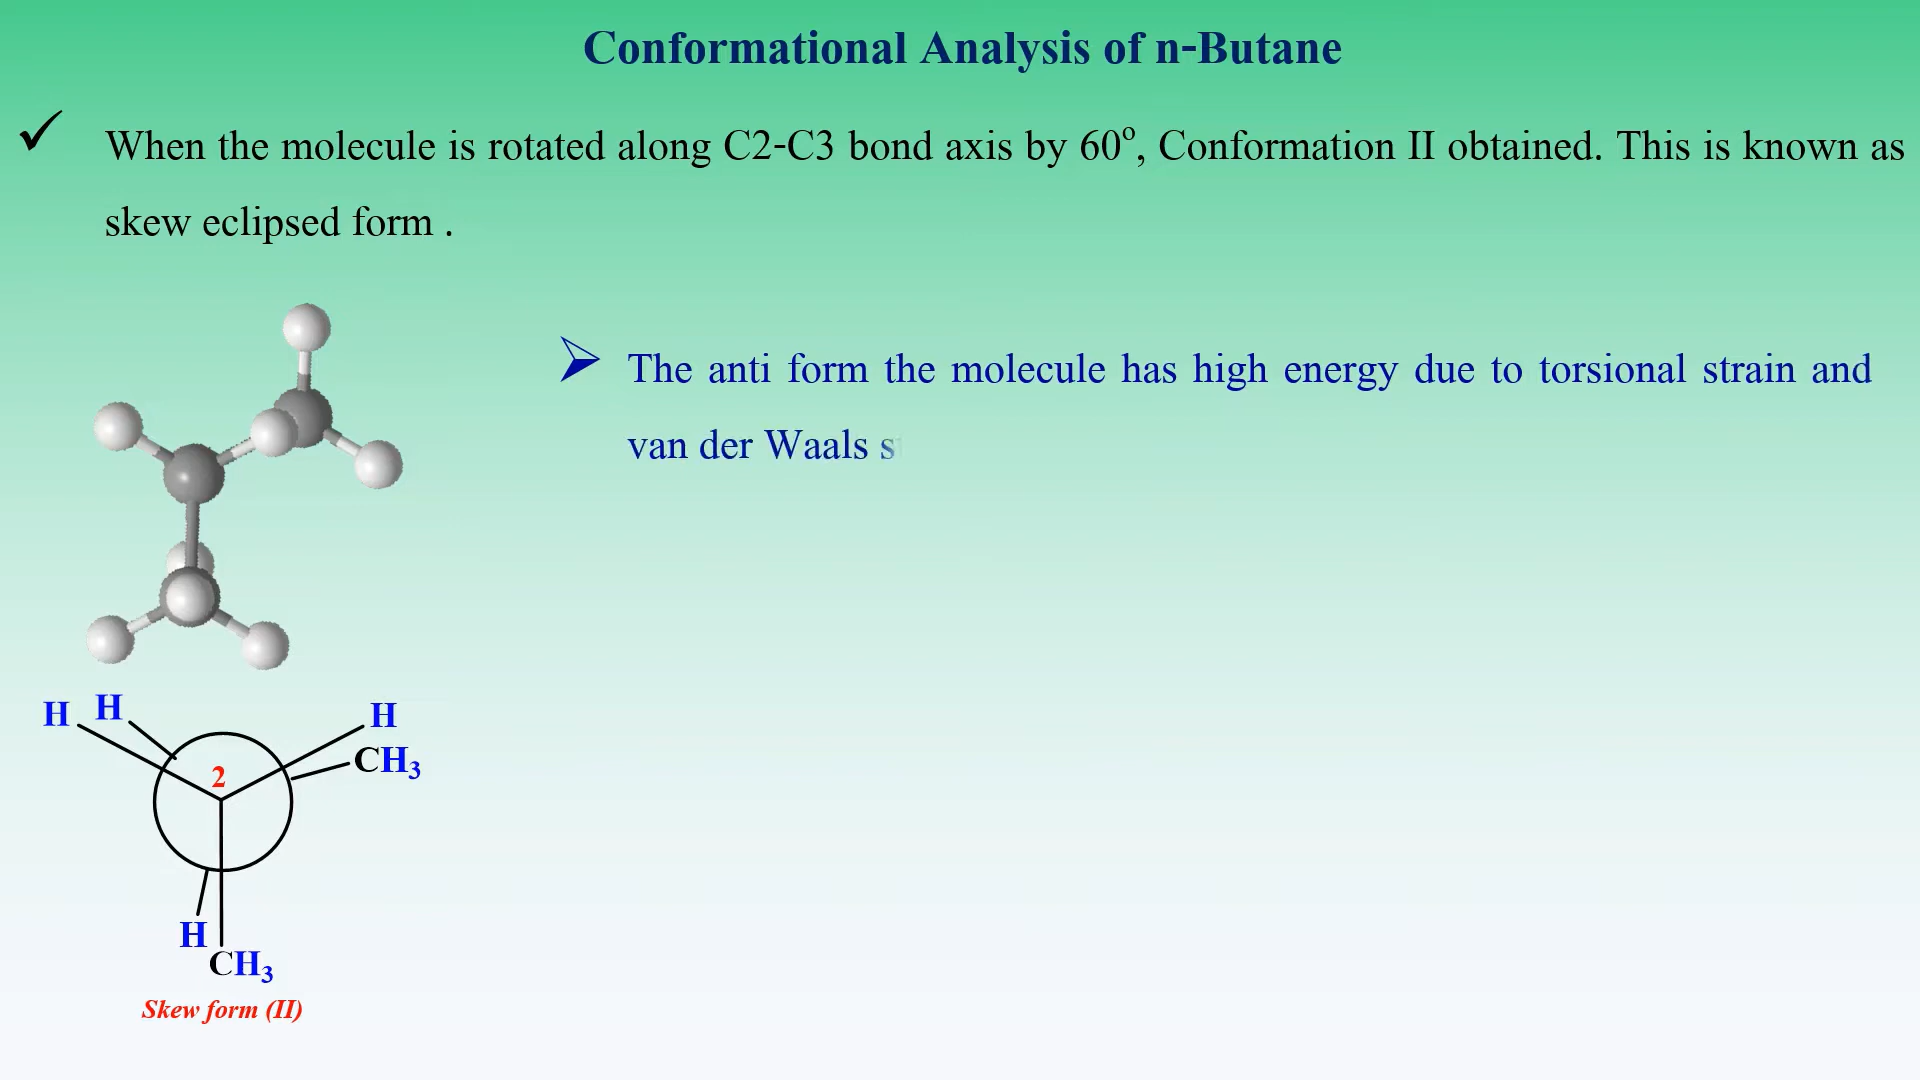 Conformational Analysis of n-Butane
✓ When the molecule is rotated along C2-C3 bond axis by 60º, Conformation II obtained. This is known as
skew eclipsed form .
➢ The anti form the molecule has high energy due to torsional strain and
van der Waals
H H H
CH3
2
H
CH3
Skew form (II)